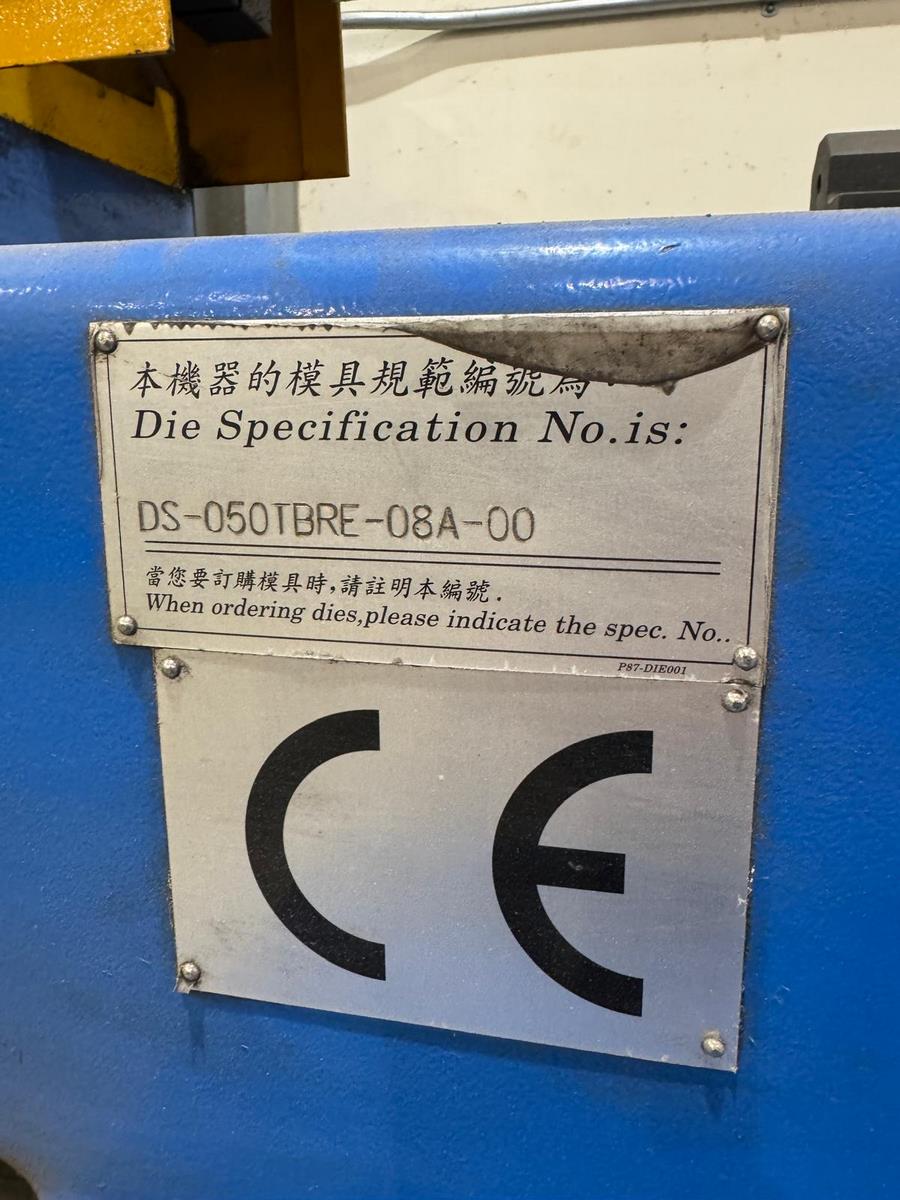 本機器的模具規範編號為:
Die Specification No.is:
DS-050TBRE-08A-00
當您要訂購模具時,請註明本編號.
When ordering dies,please indicate the spec. No..
P87-DIE001
CE